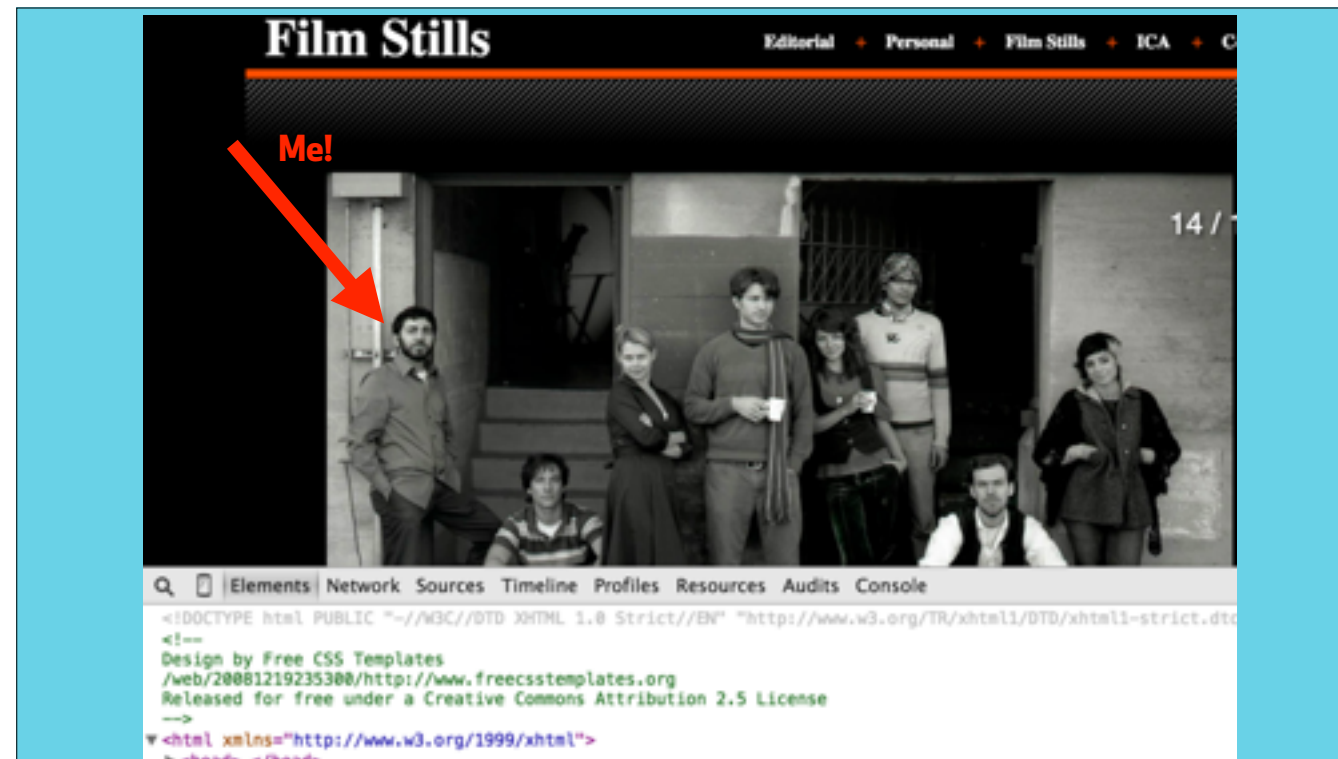 Film Stills
Editorial + Personal + Film Stills + ICA + C
Me!
14 / 1
Elements Network Sources Timeline Profiles Resources Audits Console
<!DOCTYPE html PUBLIC "-//W3C//DTD XHTML 1.0 Strict//EN" "http://www.w3.org/TR/xhtml1/DTD/xhtml1-strict.dtd
<!--
Design by Free CSS Templates
/web/20081219235300/http://www.freecsstemplates.org
Released for free under a Creative Commons Attribution 2.5 License
-->
▼<html xmlns="http://www.w3.org/1999/xhtml">